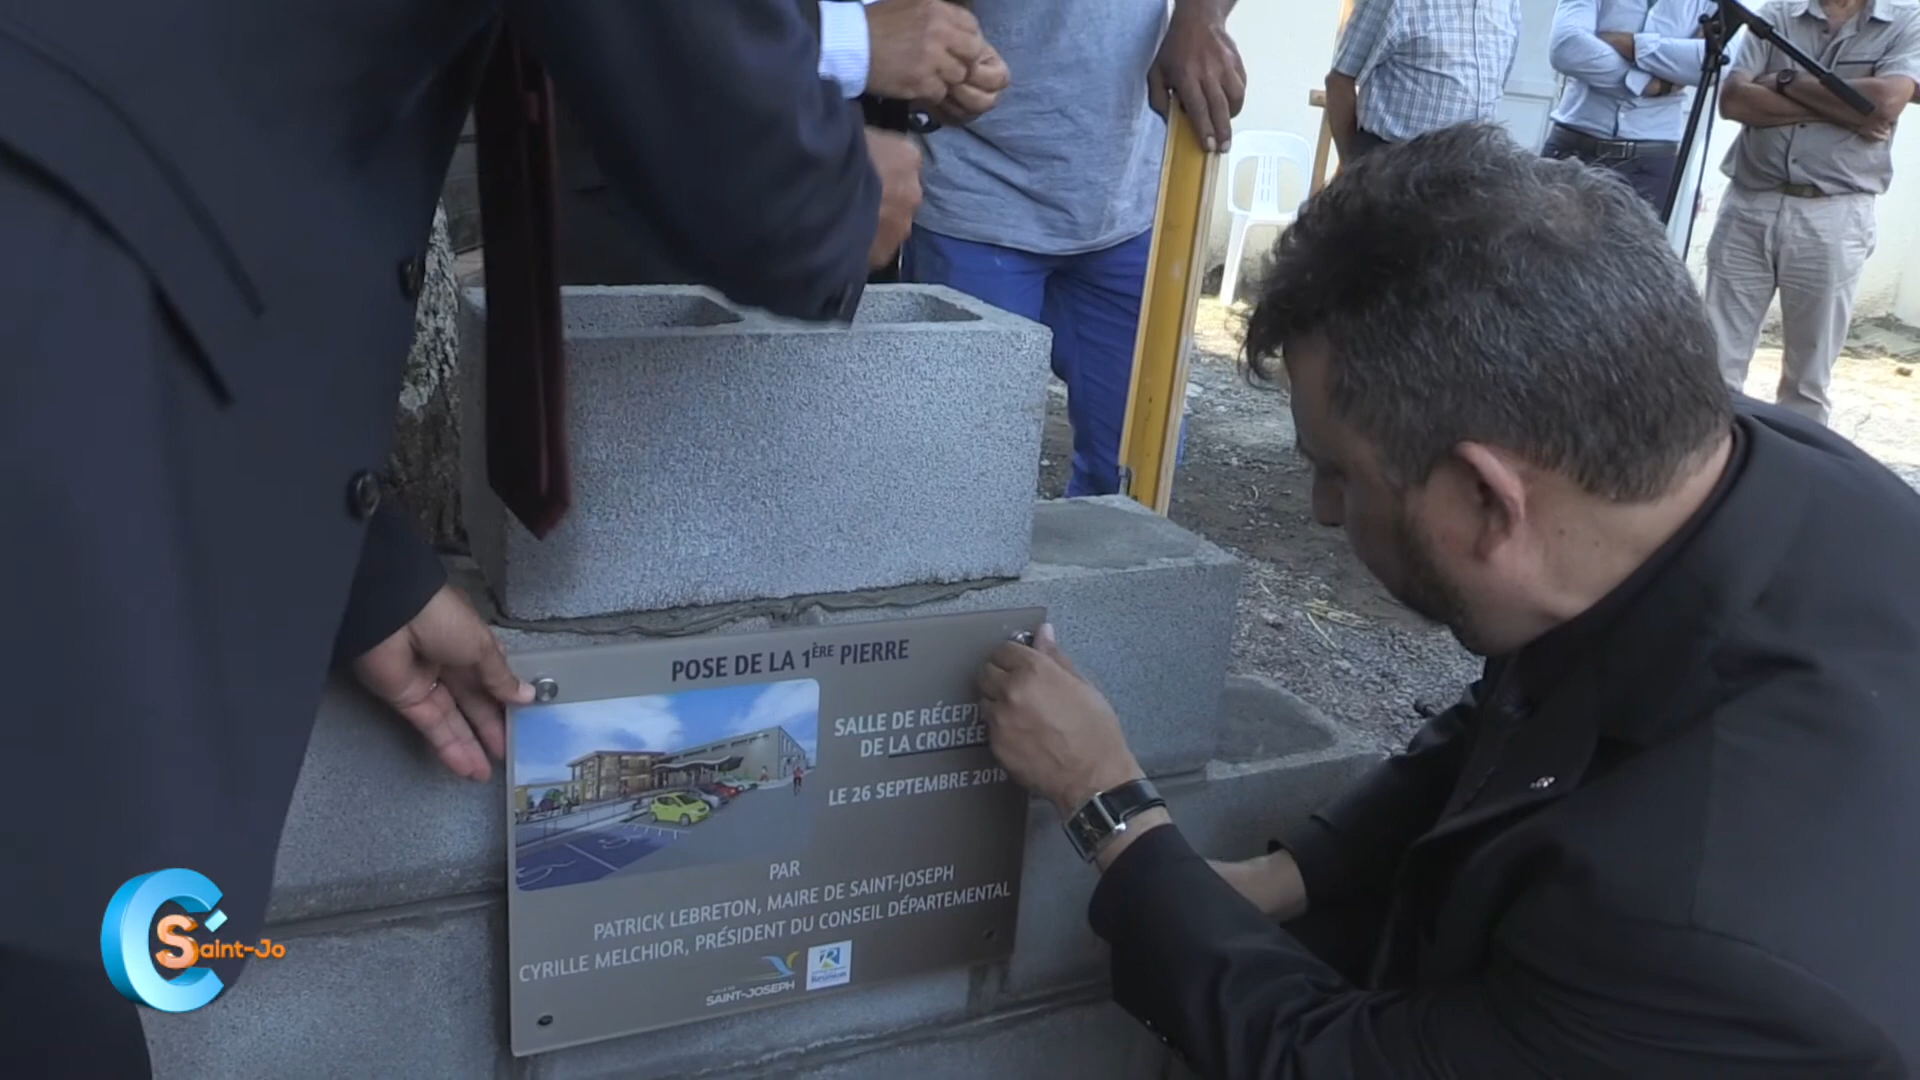 POSE DE LA 1ÈRE PIERRE
SALLE DE
DE LA CROISÉE
LE 26 SEPTEMBRE 2018
PAR
PATRICK LEBRETON, MAIRE DE SAINT-JOSEPH
CYRILLE MELCHIOR, PRÉSIDENT DU CONSEIL DÉPARTEMENTAL
SAINT-JOSEPH
C Saint-Jo